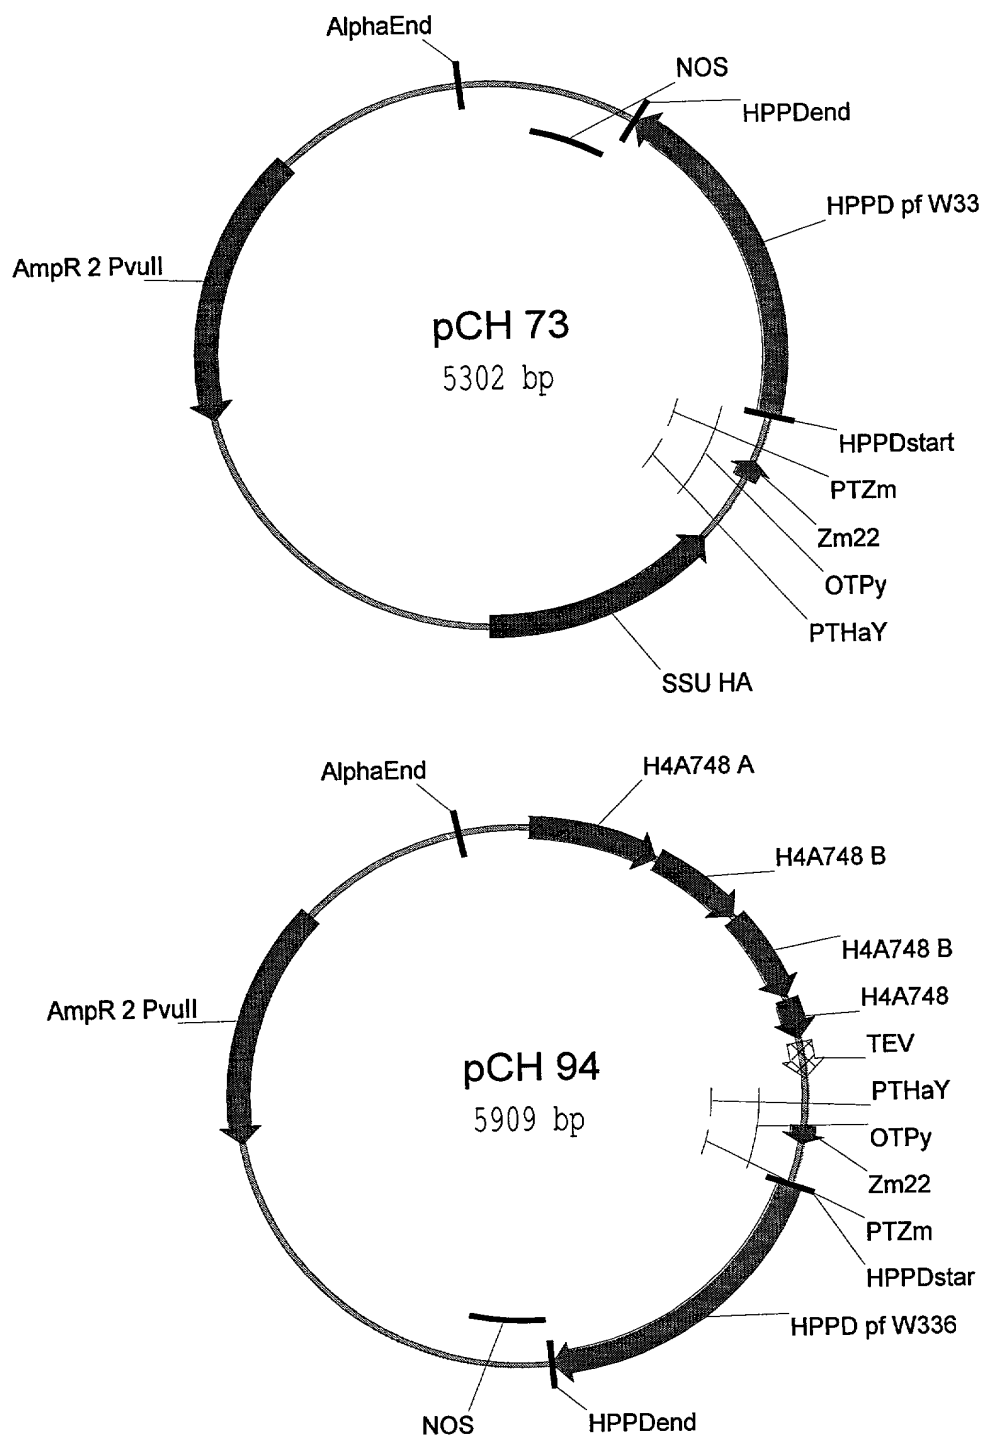 AlphaEnd
NOS
HPPDend
HPPD pf W33
AmpR 2 PvuII
pCH 73
5302 bp
HPPDstart
PTZm
Zm22
OTPy
PTHaY
SSU HA
AlphaEnd
H4A748 A
H4A748 B
H4A748 B
H4A748
AmpR 2 PvuII
TEV
pCH 94
5909 bp
PTHaY
OTPy
Zm22
PTZm
HPPDstar
HPPD pf W336
NOS
HPPDend